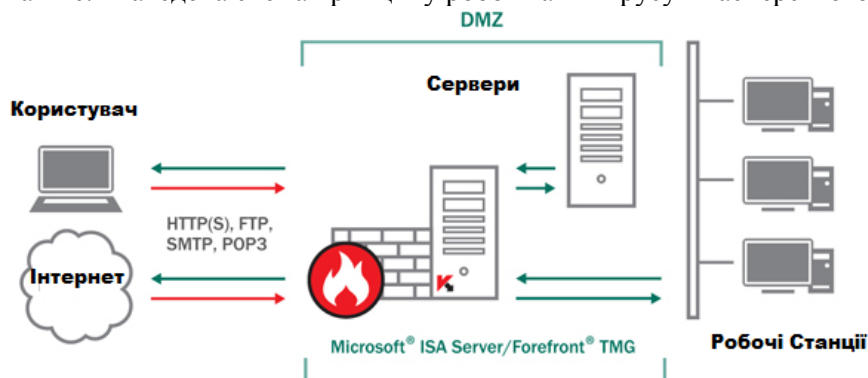 DMZ
Сервери
Користувач
HTTP(S), FTP,
SMTP, POP3
Інтернет
Microsoft® ISA Server/Forefront® TMG
Робочі Станції